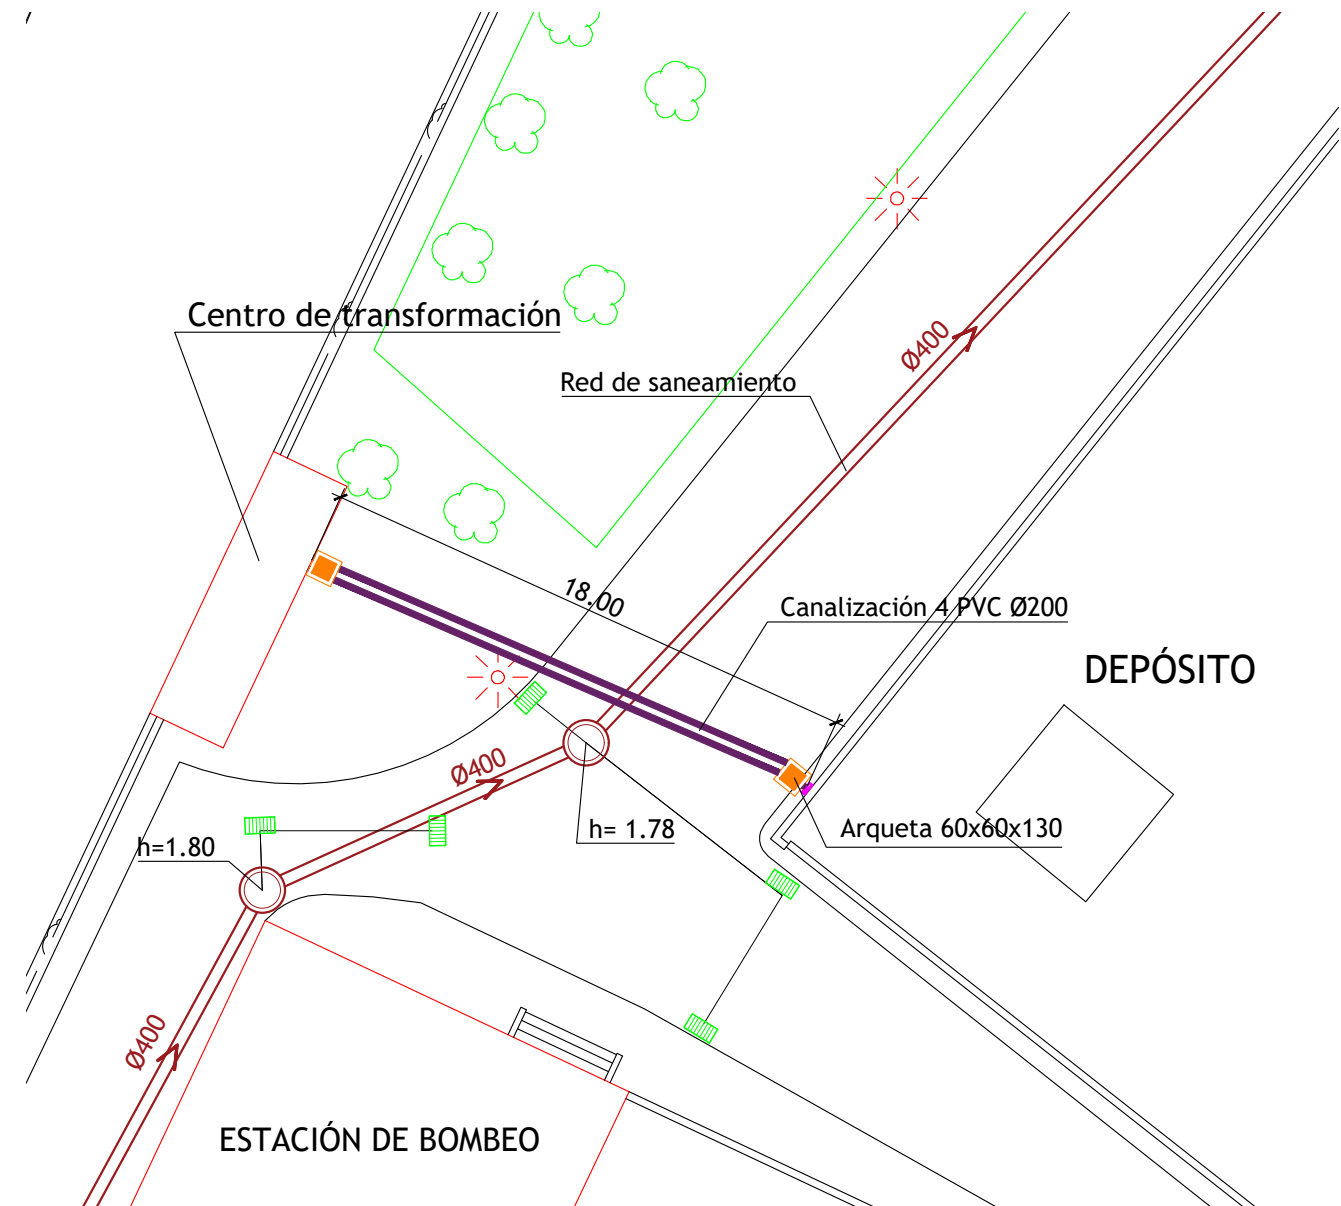 Centro de transformación
Ø400
Red de saneamiento
18.00
Canalización 4 PVC Ø200
DEPÓSITO
Ø400
h= 1.78
Arqueta 60x60x130
h=1.80
Ø400
ESTACIÓN DE BOMBEO